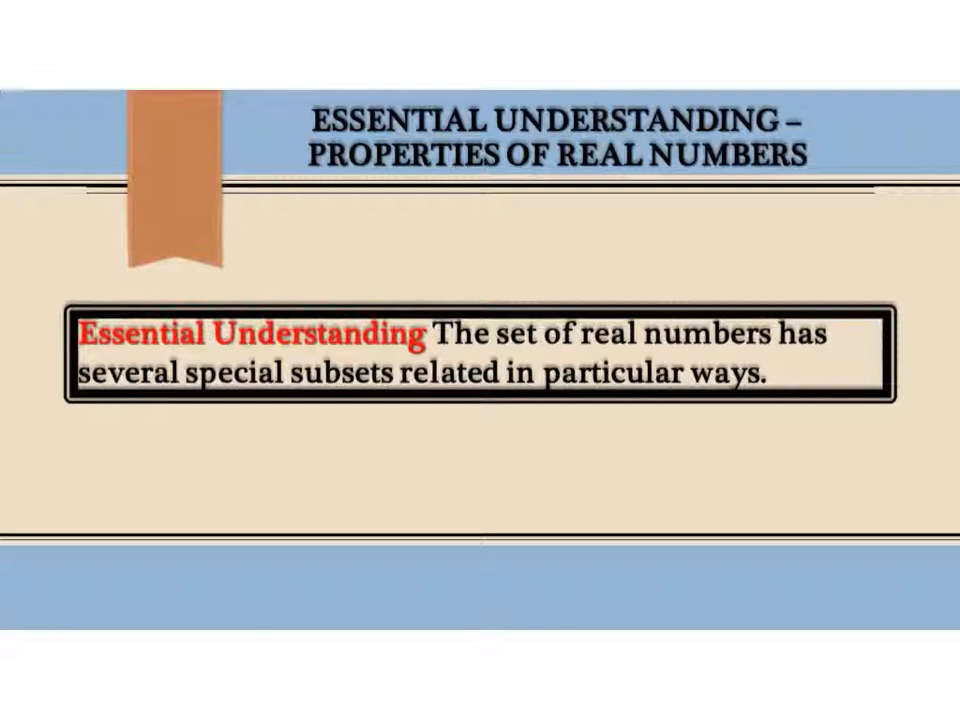 ESSENTIAL UNDERSTANDING –
PROPERTIES OF REAL NUMBERS
Essential Understanding The set of real numbers has
several special subsets related in particular ways.